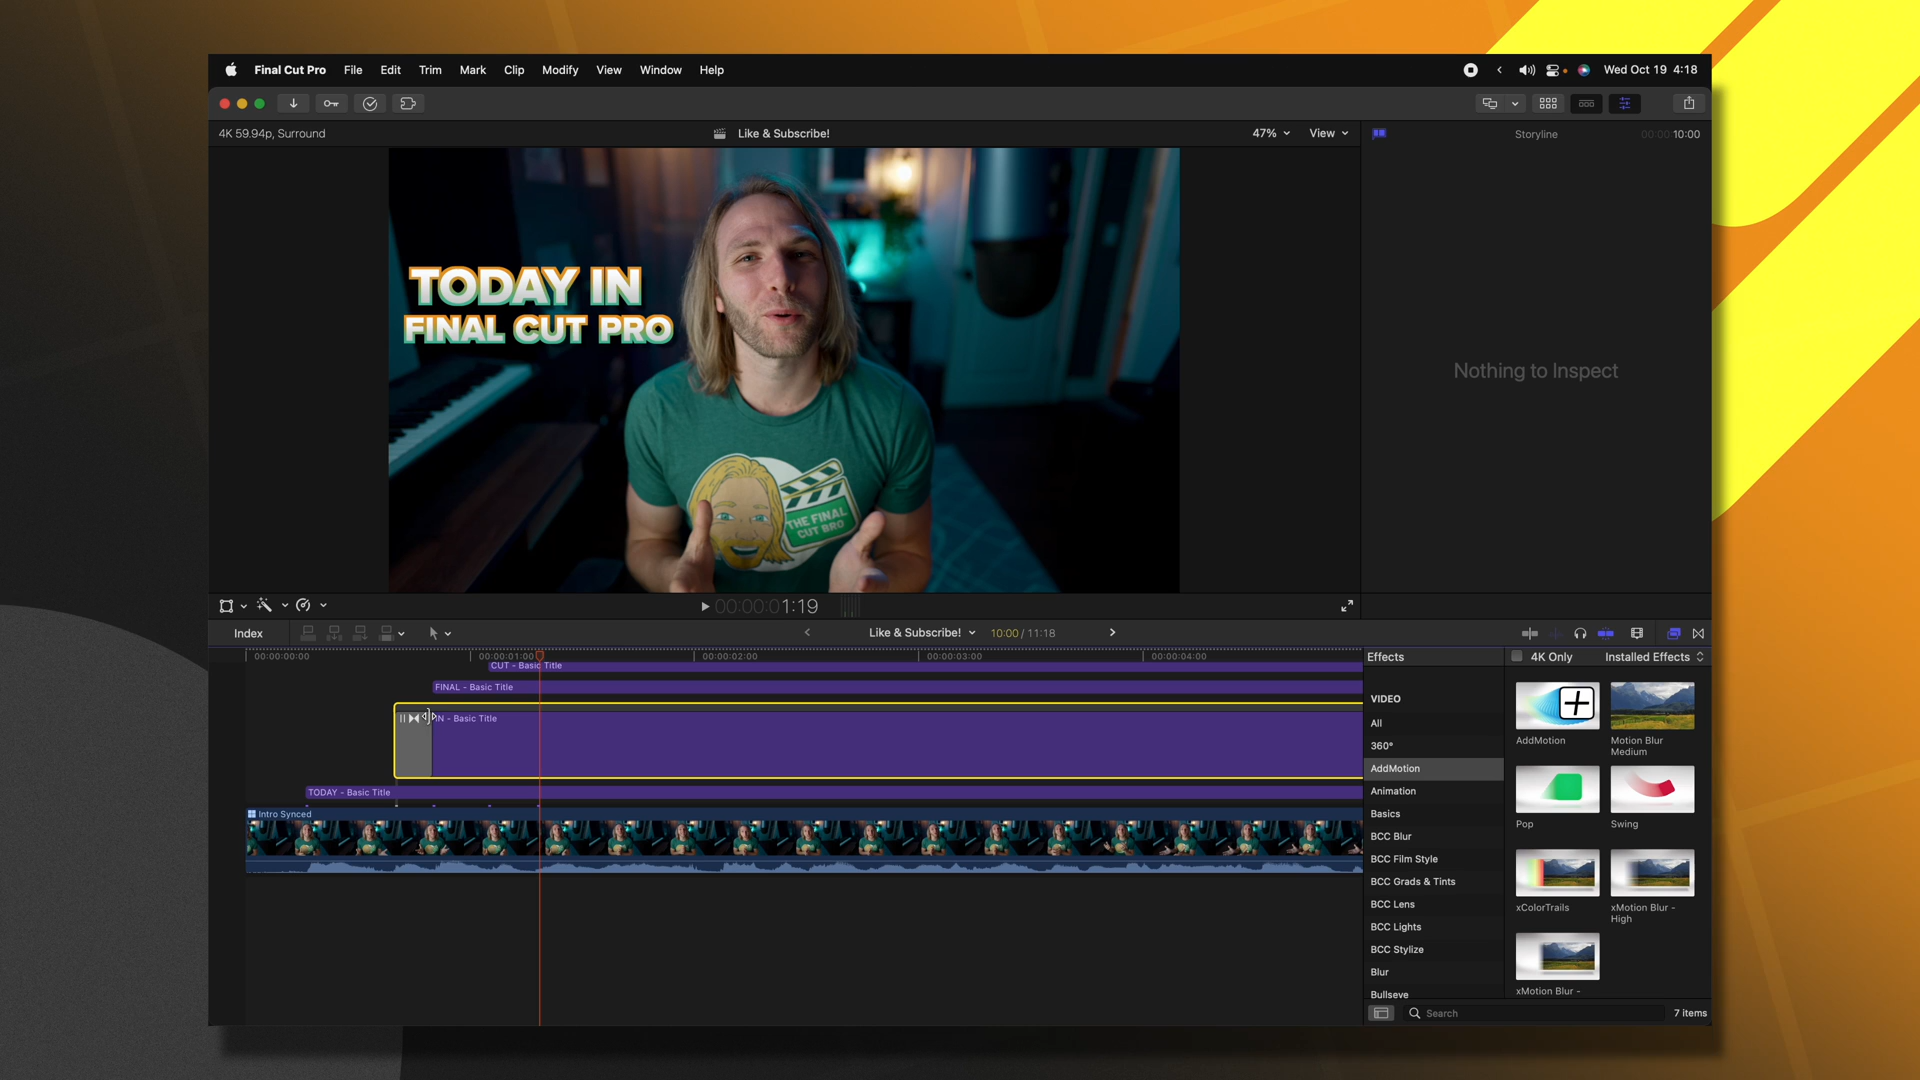 Final Cut Pro File Edit Trim Mark Clip Modify View Window Help Wed Oct 19 4:18
4K 59.94p, Surround Like & Subscribe! 47% View Storyline 00:00:10:00
TODAY IN
FINAL CUT PRO
THE FINAL
CUT BRO
Nothing to Inspect
00:00:01:19
Index Like & Subscribe! 10:00 / 11:18
00:00:00:00 00:00:01:00 00:00:02:00 00:00:03:00 00:00:04:00
CUT - Basic Title
FINAL - Basic Title
IN - Basic Title
TODAY - Basic Title
Intro Synced
Effects 4K Only Installed Effects
VIDEO
All
360°
AddMotion
Animation
Basics
BCC Blur
BCC Film Style
BCC Grads & Tints
BCC Lens
BCC Lights
BCC Stylize
Blur
Bullseye
AddMotion
Motion Blur
Medium
Pop
Swing
xColorTrails
xMotion Blur -
High
xMotion Blur -
Search 7 items